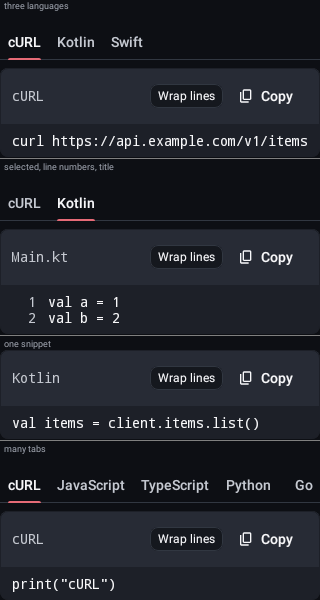 three languages
cURL Kotlin Swift
cURL Wrap lines Copy
curl https://api.example.com/v1/items
selected, line numbers, title
cURL Kotlin
Main.kt Wrap lines Copy
1 val a = 1
2 val b = 2
one snippet
Kotlin Wrap lines Copy
val items = client.items.list()
many tabs
cURL JavaScript TypeScript Python Go
cURL Wrap lines Copy
print("cURL")